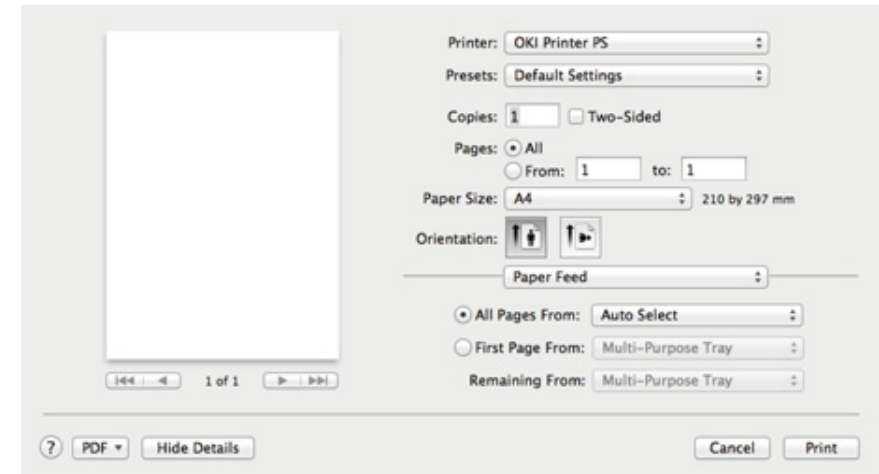 Printer: OKI Printer PS
Presets: Default Settings
Copies: 1 Two-Sided
Pages: All
From: 1 to: 1
Paper Size: A4 210 by 297 mm
Orientation:
Paper Feed
All Pages From: Auto Select
First Page From: Multi-Purpose Tray
Remaining From: Multi-Purpose Tray
1 of 1
? PDF Hide Details Cancel Print